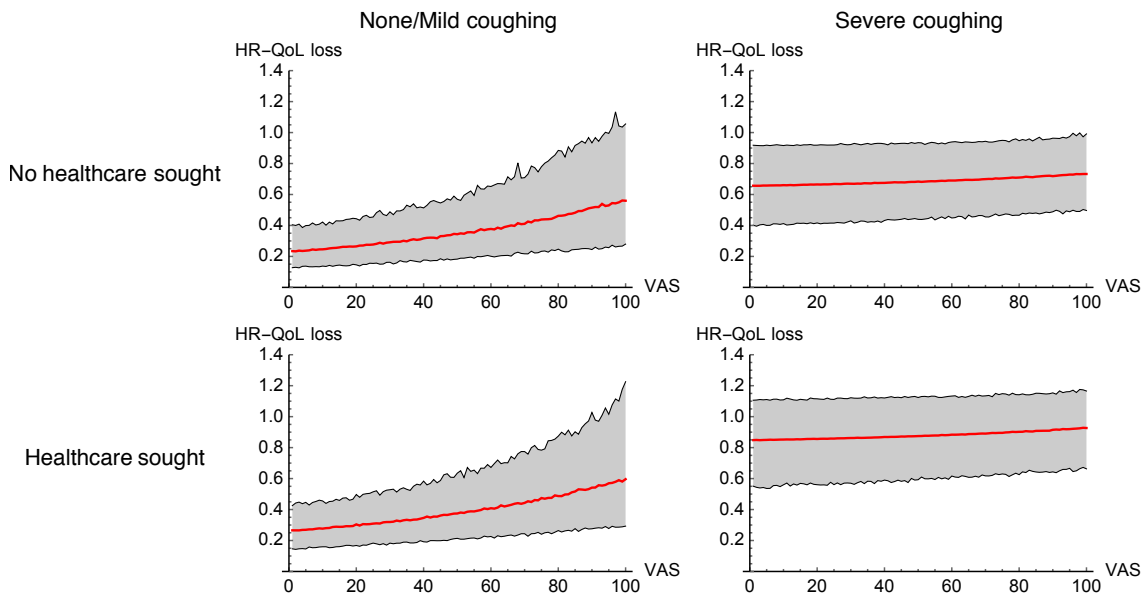 None/Mild coughing
Severe coughing
No healthcare sought
HR–QoL loss
1.4
1.2
1.0
0.8
0.6
0.4
0.2
0 20 40 60 80 100 VAS
HR–QoL loss
1.4
1.2
1.0
0.8
0.6
0.4
0.2
0 20 40 60 80 100 VAS
Healthcare sought
HR–QoL loss
1.4
1.2
1.0
0.8
0.6
0.4
0.2
0 20 40 60 80 100 VAS
HR–QoL loss
1.4
1.2
1.0
0.8
0.6
0.4
0.2
0 20 40 60 80 100 VAS